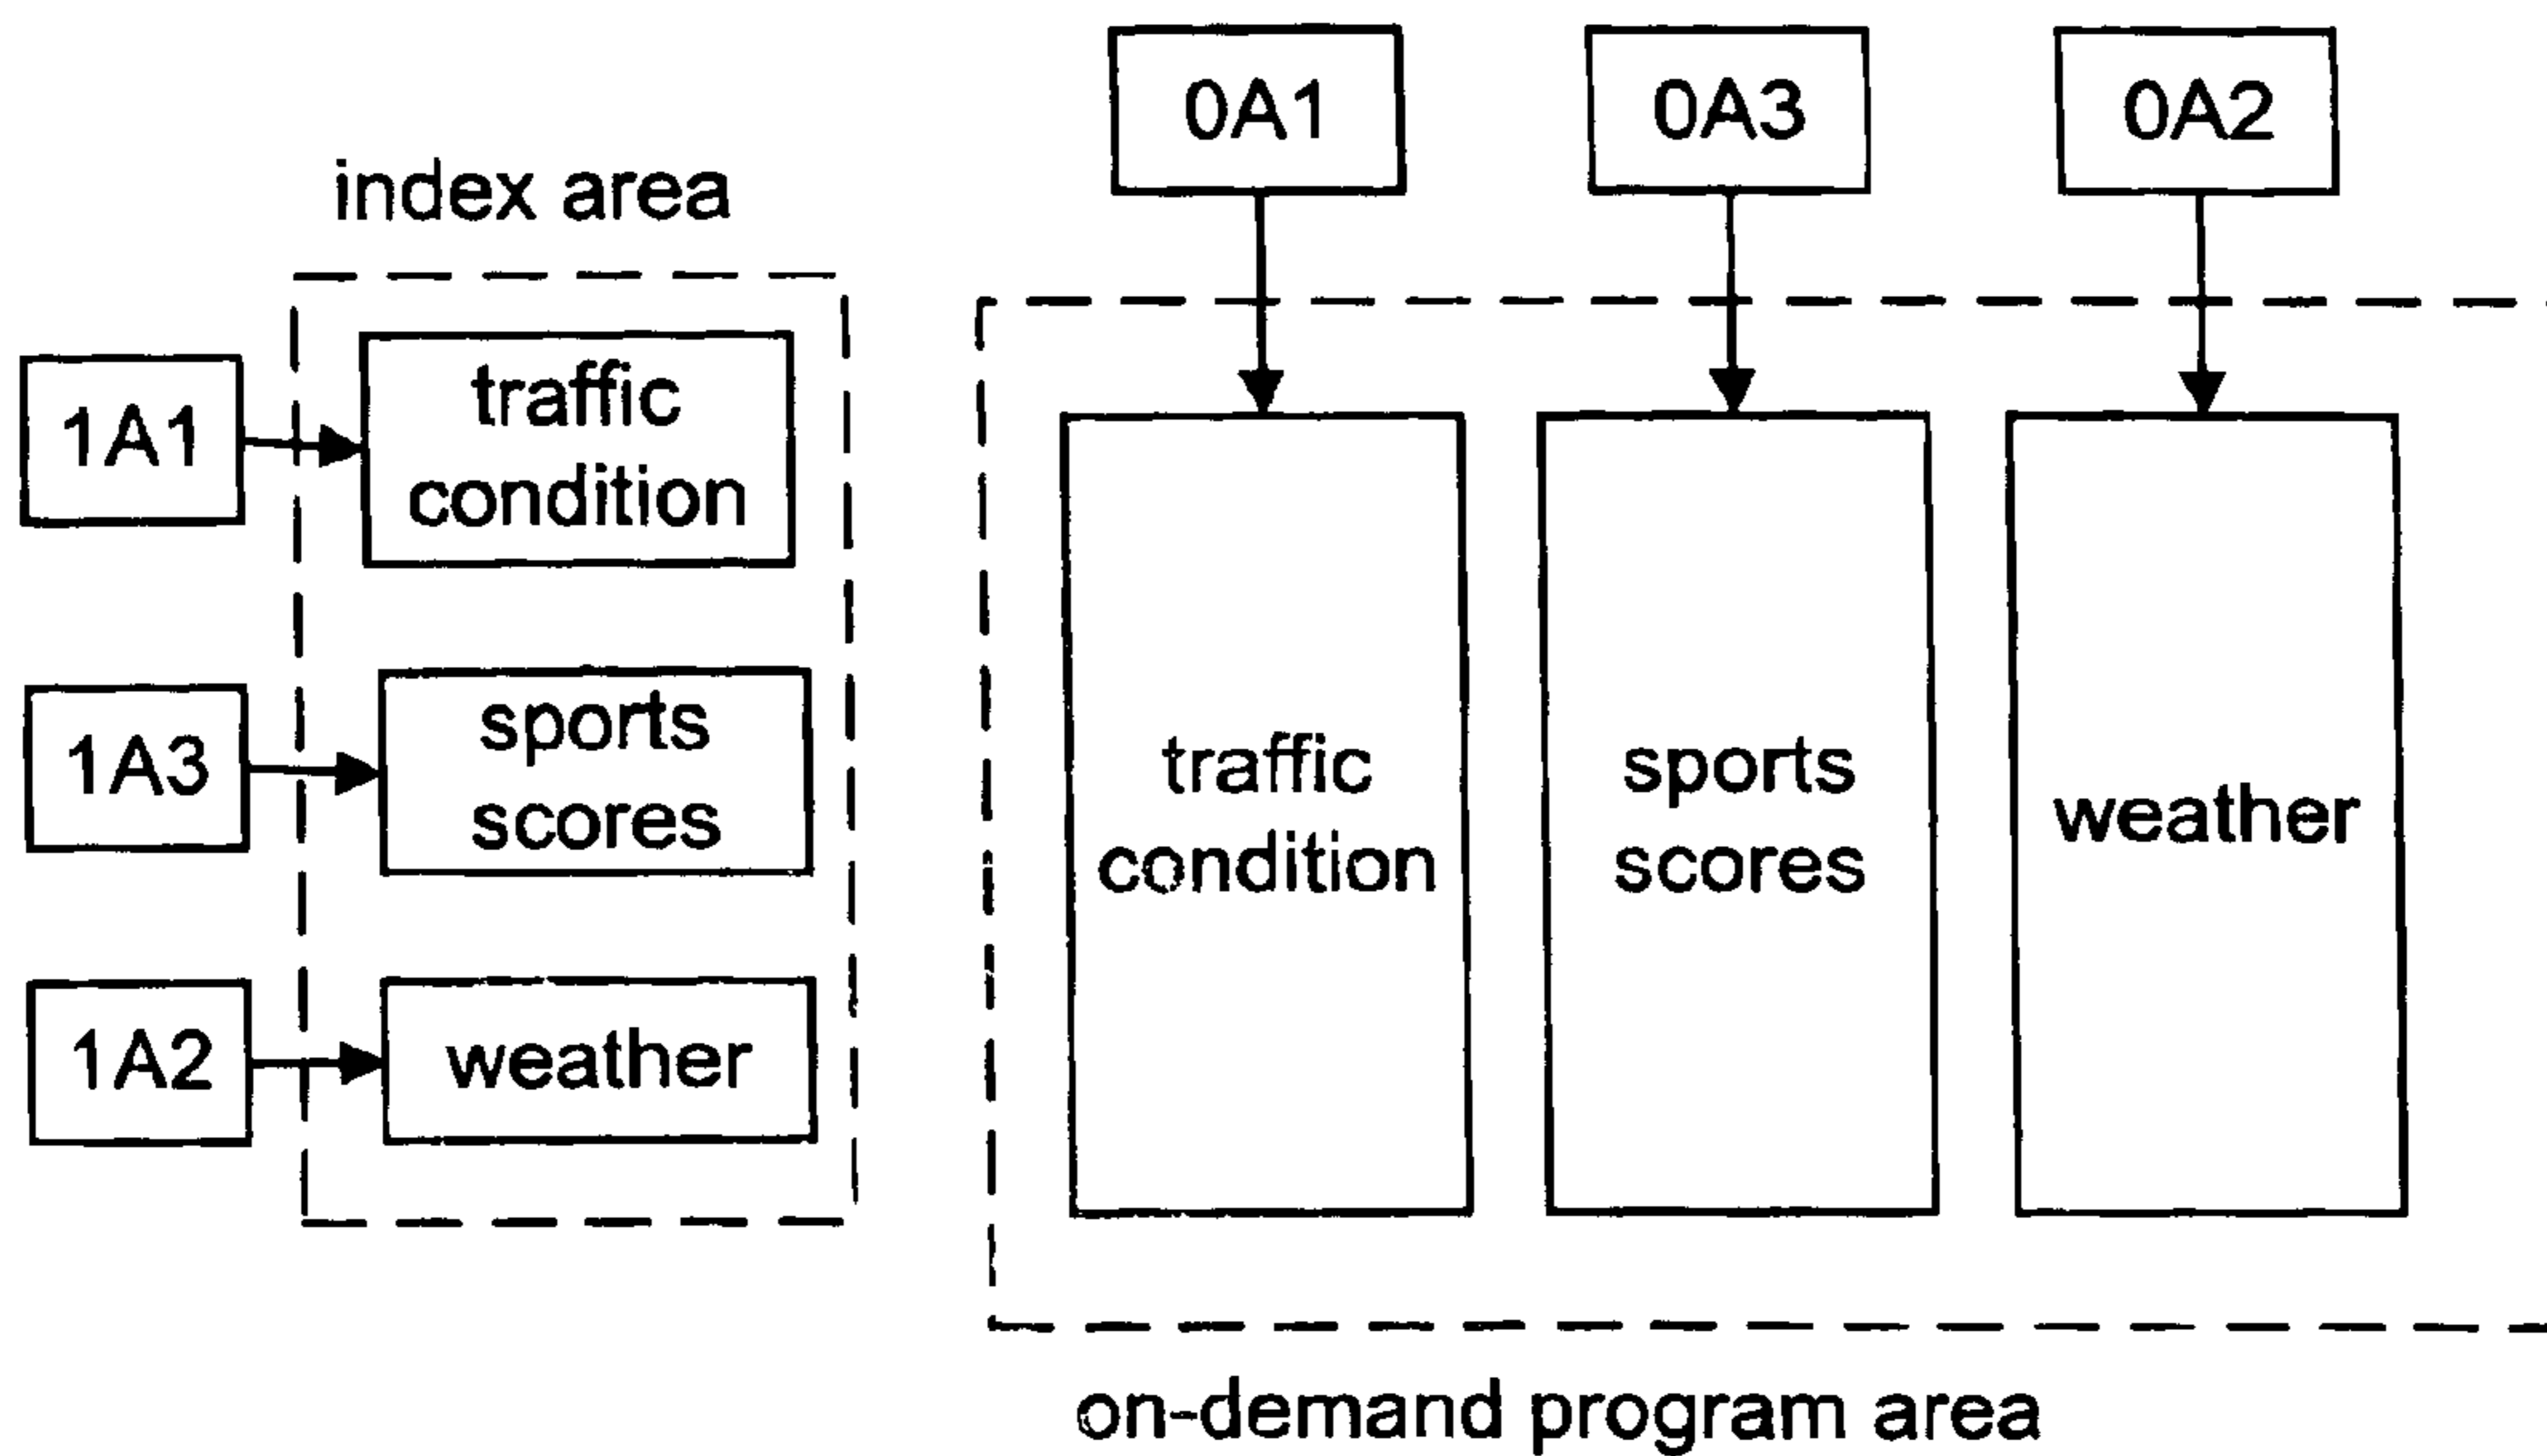 0A1
0A3
0A2
index area
1A1
traffic
condition
1A3
sports
scores
1A2
weather
traffic
condition
sports
scores
weather
on-demand program area